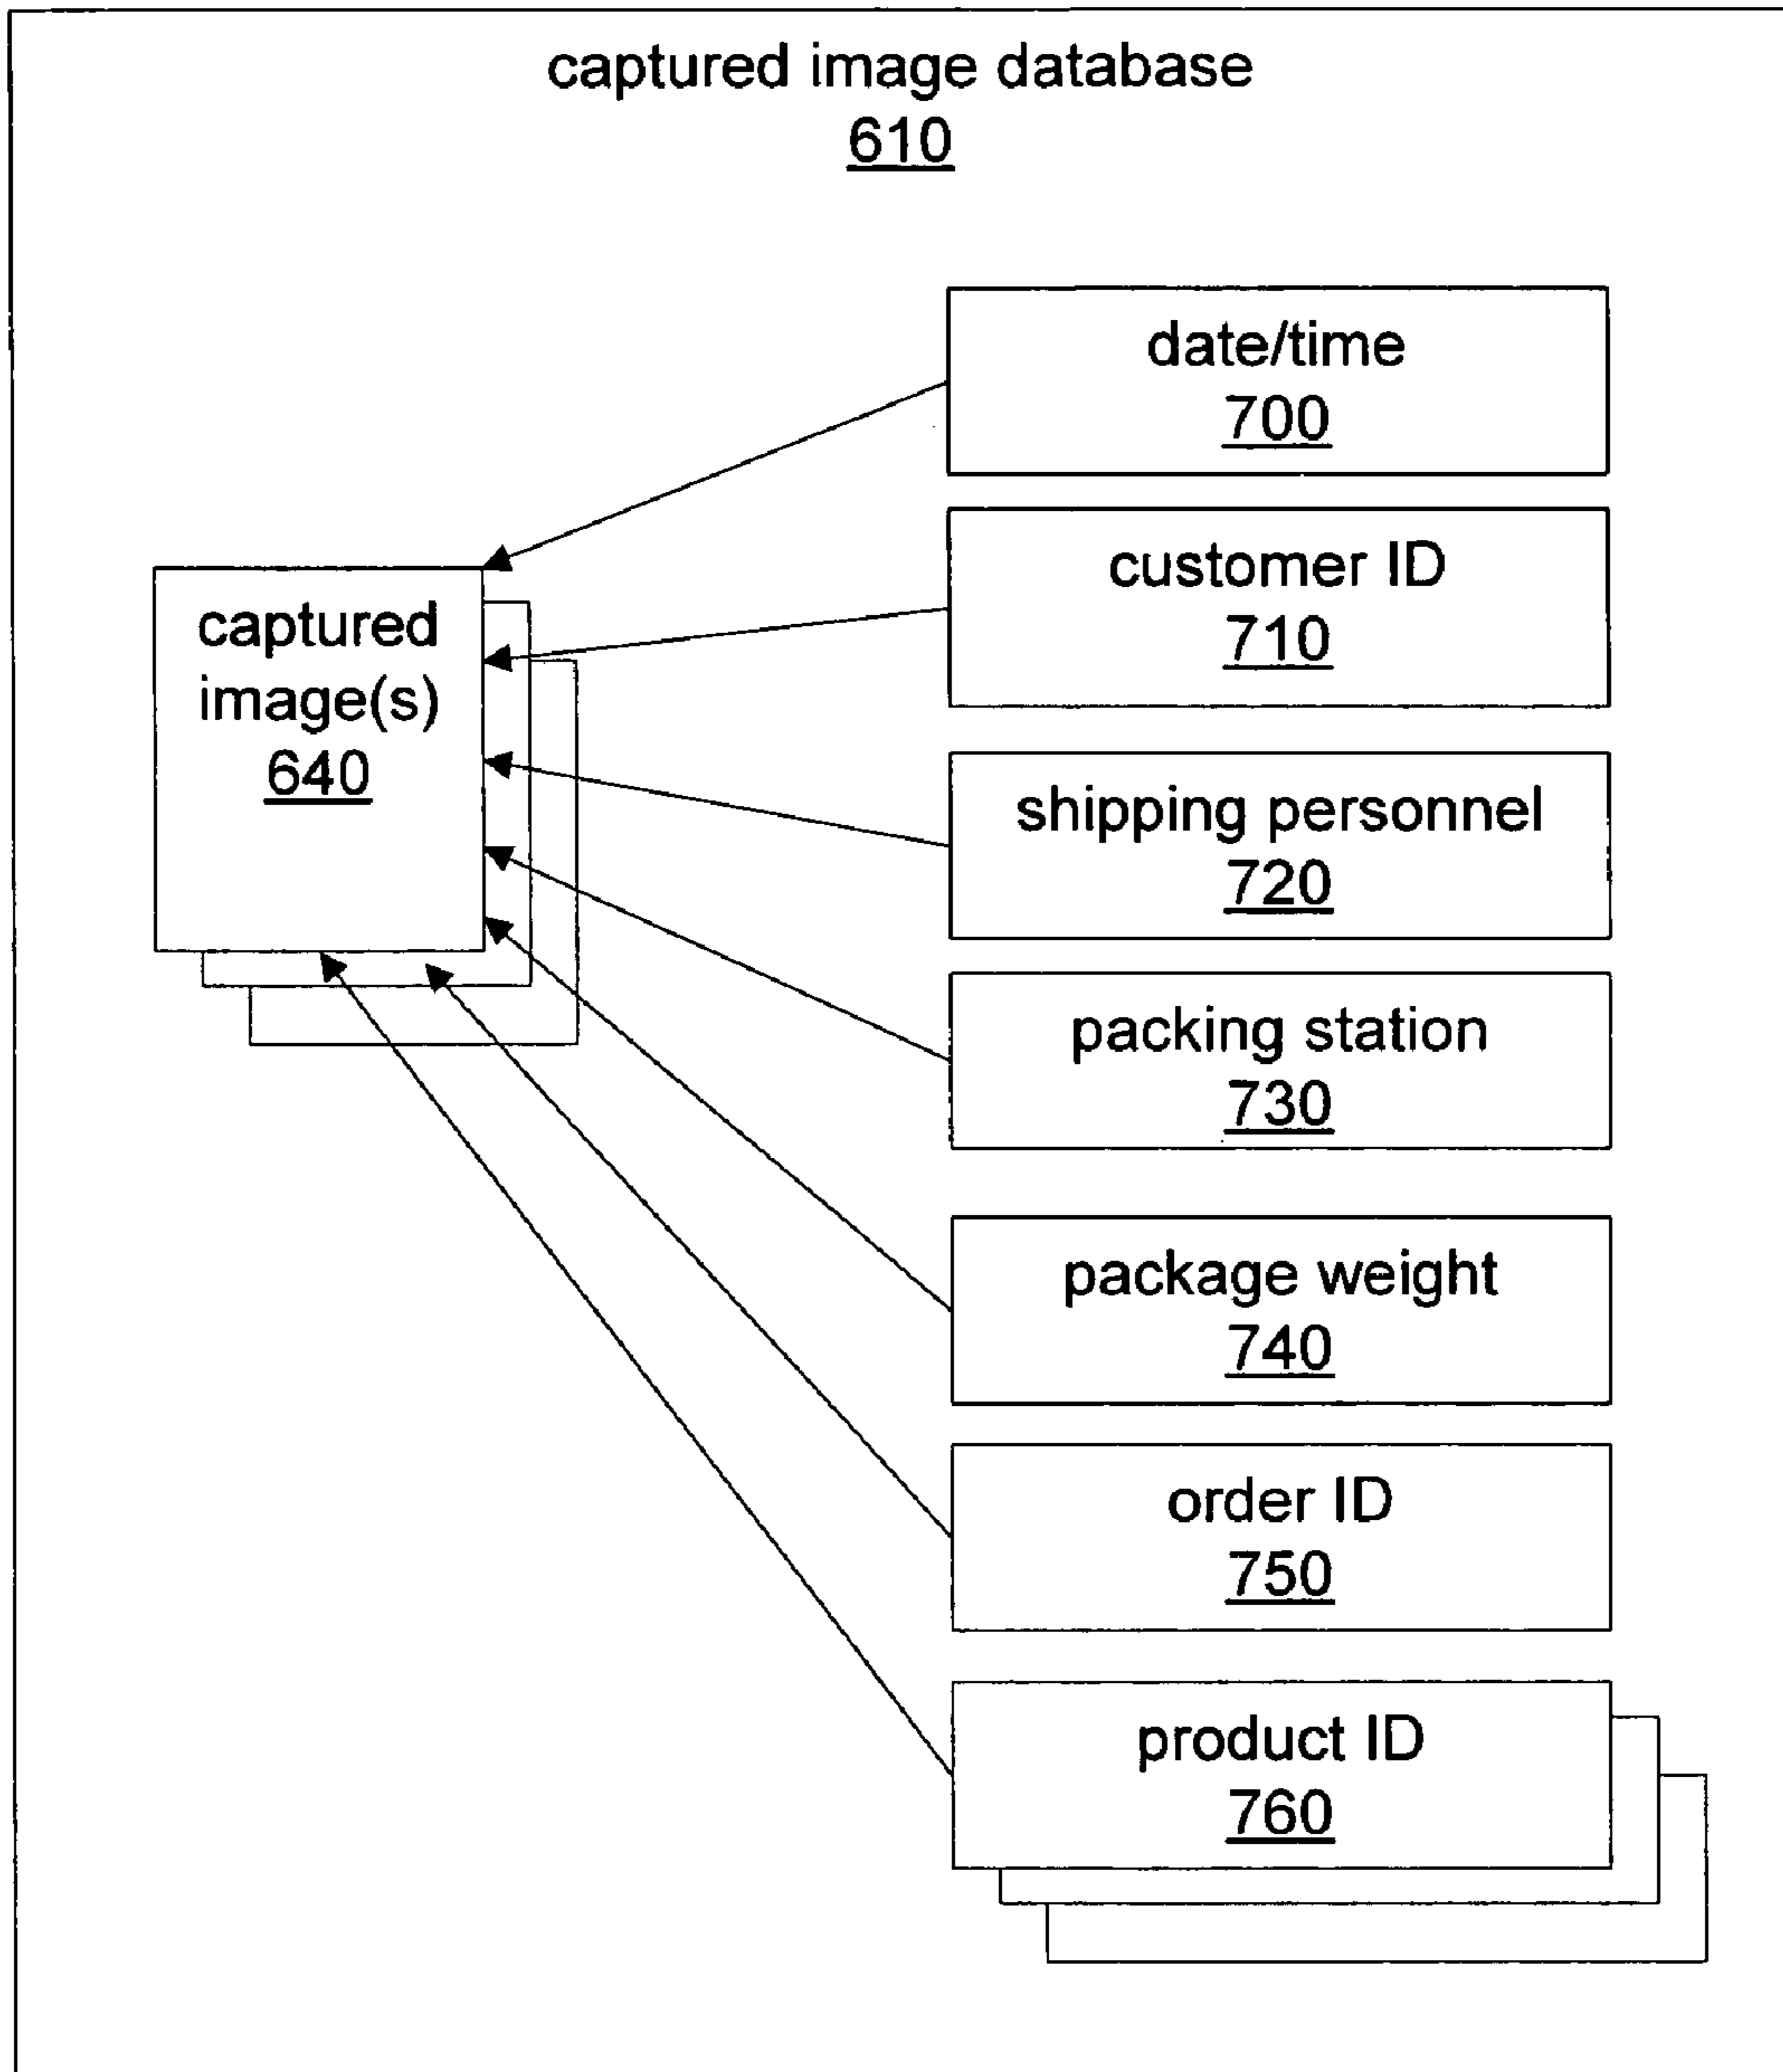 captured image database
610
date/time
700
customer ID
710
captured
image(s)
640
shipping personnel
720
packing station
730
package weight
740
order ID
750
product ID
760